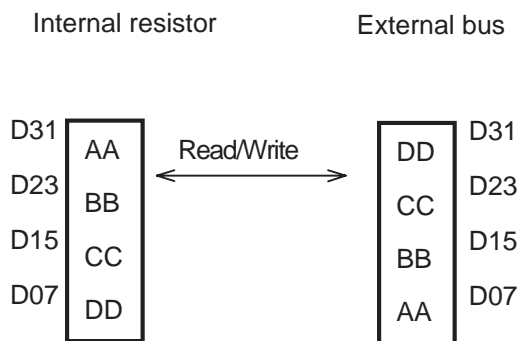 Internal resistor External bus
D31 AA Read/Write DD D31
D23 BB CC D23
D15 CC BB D15
D07 DD AA D07